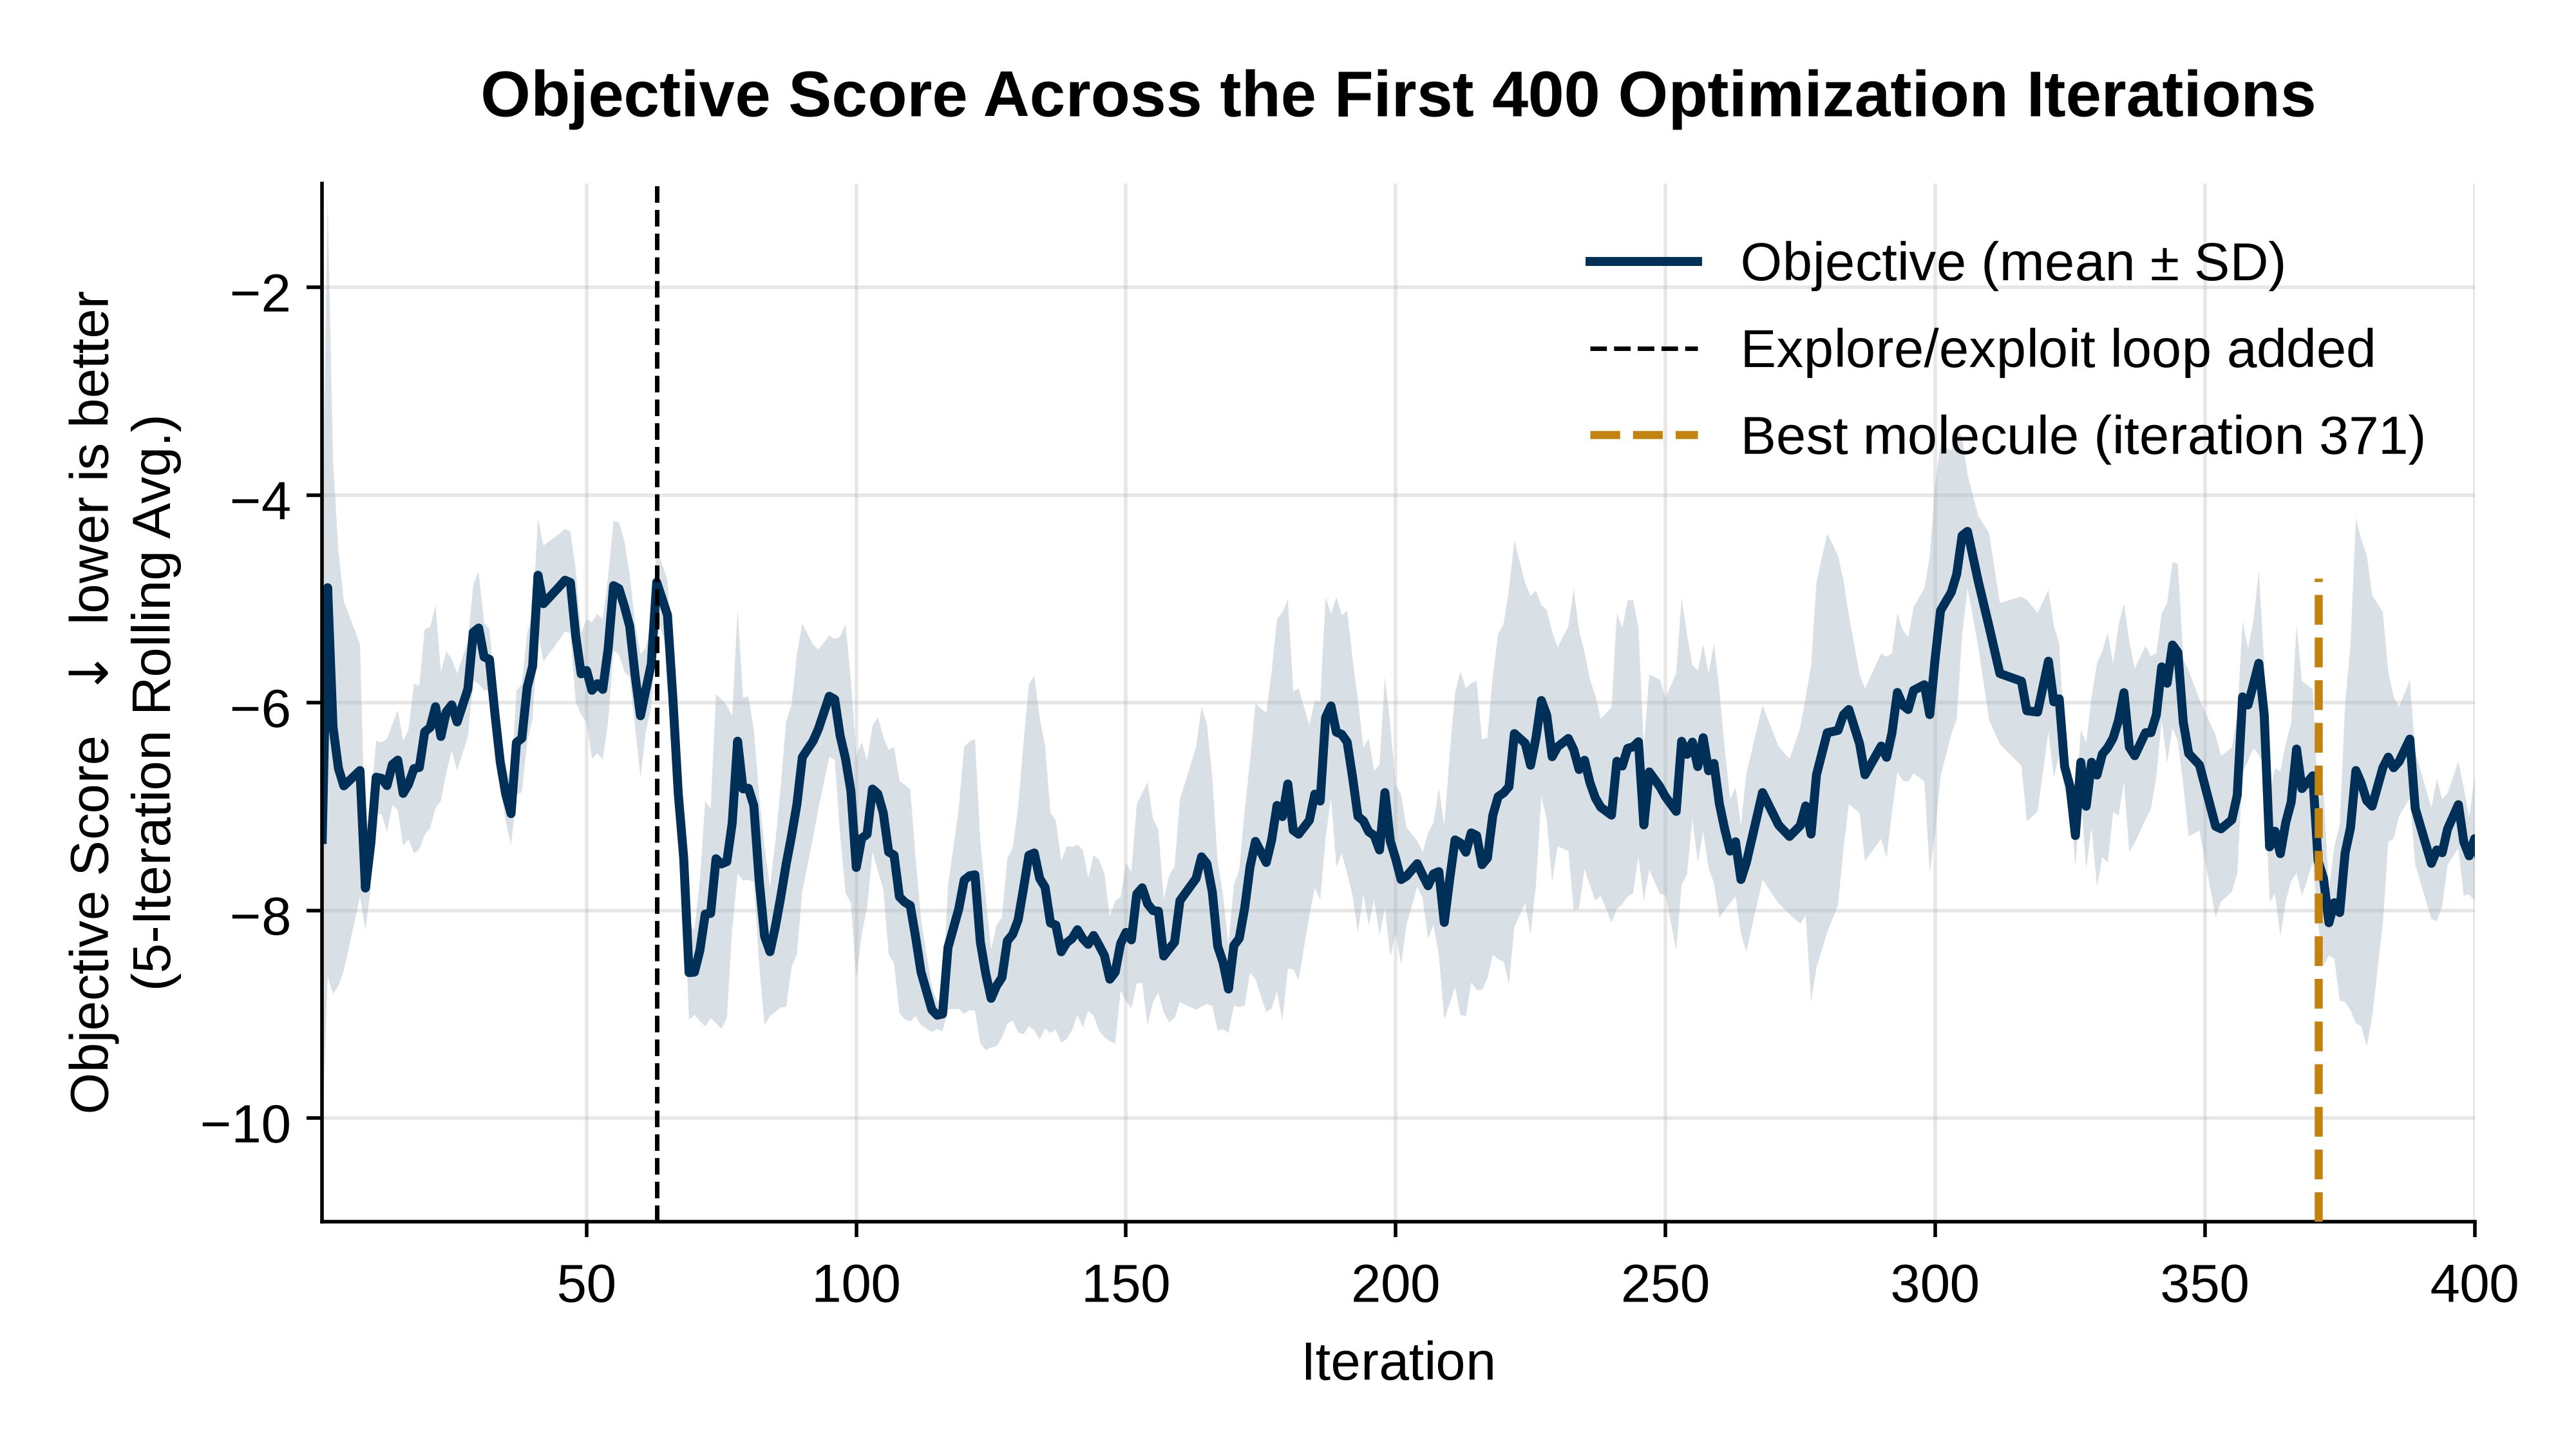 Objective Score Across the First 400 Optimization Iterations
Objective Score ↓ lower is better
(5-Iteration Rolling Avg.)
−2
−4
−6
−8
−10
Objective (mean ± SD)
Explore/exploit loop added
Best molecule (iteration 371)
50 100 150 200 250 300 350 400
Iteration